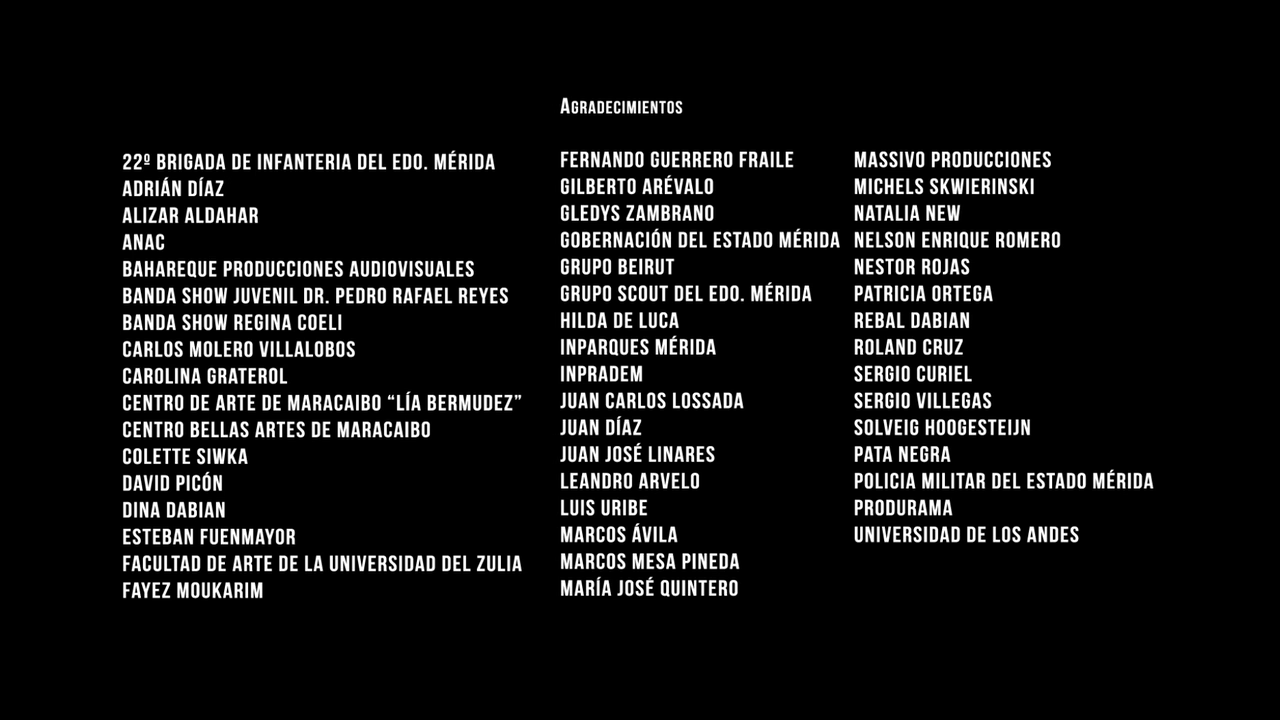 Agradecimientos
22º BRIGADA DE INFANTERIA DEL EDO. MÉRIDA
ADRIÁN DÍAZ
ALIZAR ALDAHAR
ANAC
BAHAREQUE PRODUCCIONES AUDIOVISUALES
BANDA SHOW JUVENIL DR. PEDRO RAFAEL REYES
BANDA SHOW REGINA COELI
CARLOS MOLERO VILLALOBOS
CAROLINA GRATEROL
CENTRO DE ARTE DE MARACAIBO “LÍA BERMUDEZ”
CENTRO BELLAS ARTES DE MARACAIBO
COLETTE SIWKA
DAVID PICÓN
DINA DABIAN
ESTEBAN FUENMAYOR
FACULTAD DE ARTE DE LA UNIVERSIDAD DEL ZULIA
FAYEZ MOUKARIM
FERNANDO GUERRERO FRAILE
GILBERTO ARÉVALO
GLEDYS ZAMBRANO
GOBERNACIÓN DEL ESTADO MÉRIDA
GRUPO BEIRUT
GRUPO SCOUT DEL EDO. MÉRIDA
HILDA DE LUCA
INPARQUES MÉRIDA
INPRADEM
JUAN CARLOS LOSSADA
JUAN DÍAZ
JUAN JOSÉ LINARES
LEANDRO ARVELO
LUIS URIBE
MARCOS ÁVILA
MARCOS MESA PINEDA
MARÍA JOSÉ QUINTERO
MASSIVO PRODUCCIONES
MICHELS SKWIERINSKI
NATALIA NEW
NELSON ENRIQUE ROMERO
NESTOR ROJAS
PATRICIA ORTEGA
REBAL DABIAN
ROLAND CRUZ
SERGIO CURIEL
SERGIO VILLEGAS
SOLVEIG HOOGESTEIJN
PATA NEGRA
POLICIA MILITAR DEL ESTADO MÉRIDA
PRODURAMA
UNIVERSIDAD DE LOS ANDES